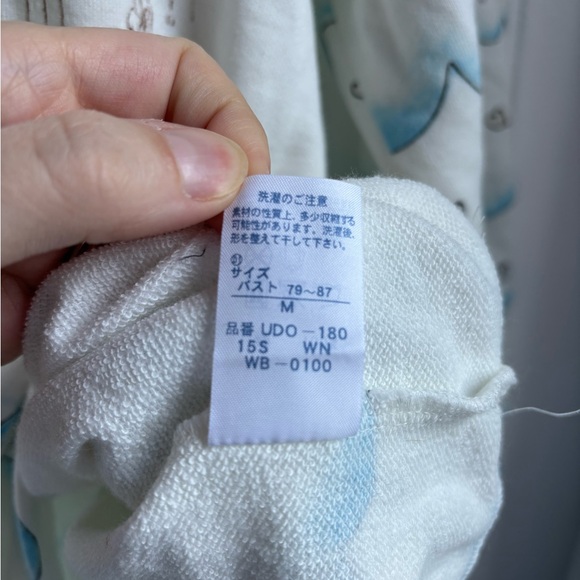 洗濯のご注意
素材の性質上、多少収縮する
可能性があります。洗濯後、
形を整えて干して下さい。
サイズ
バスト 79〜87
M
品番 UDO-180
15S WN
WB-0100